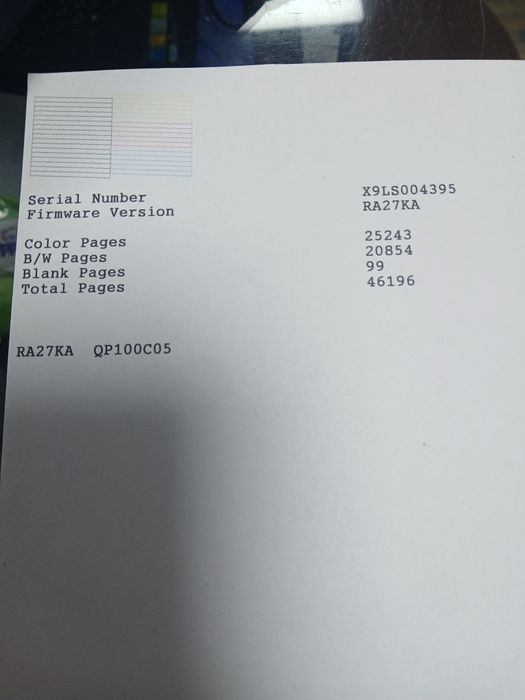 Serial Number X9LS004395
Firmware Version RA27KA
Color Pages 25243
B/W Pages 20854
Blank Pages 99
Total Pages 46196
RA27KA QP100C05